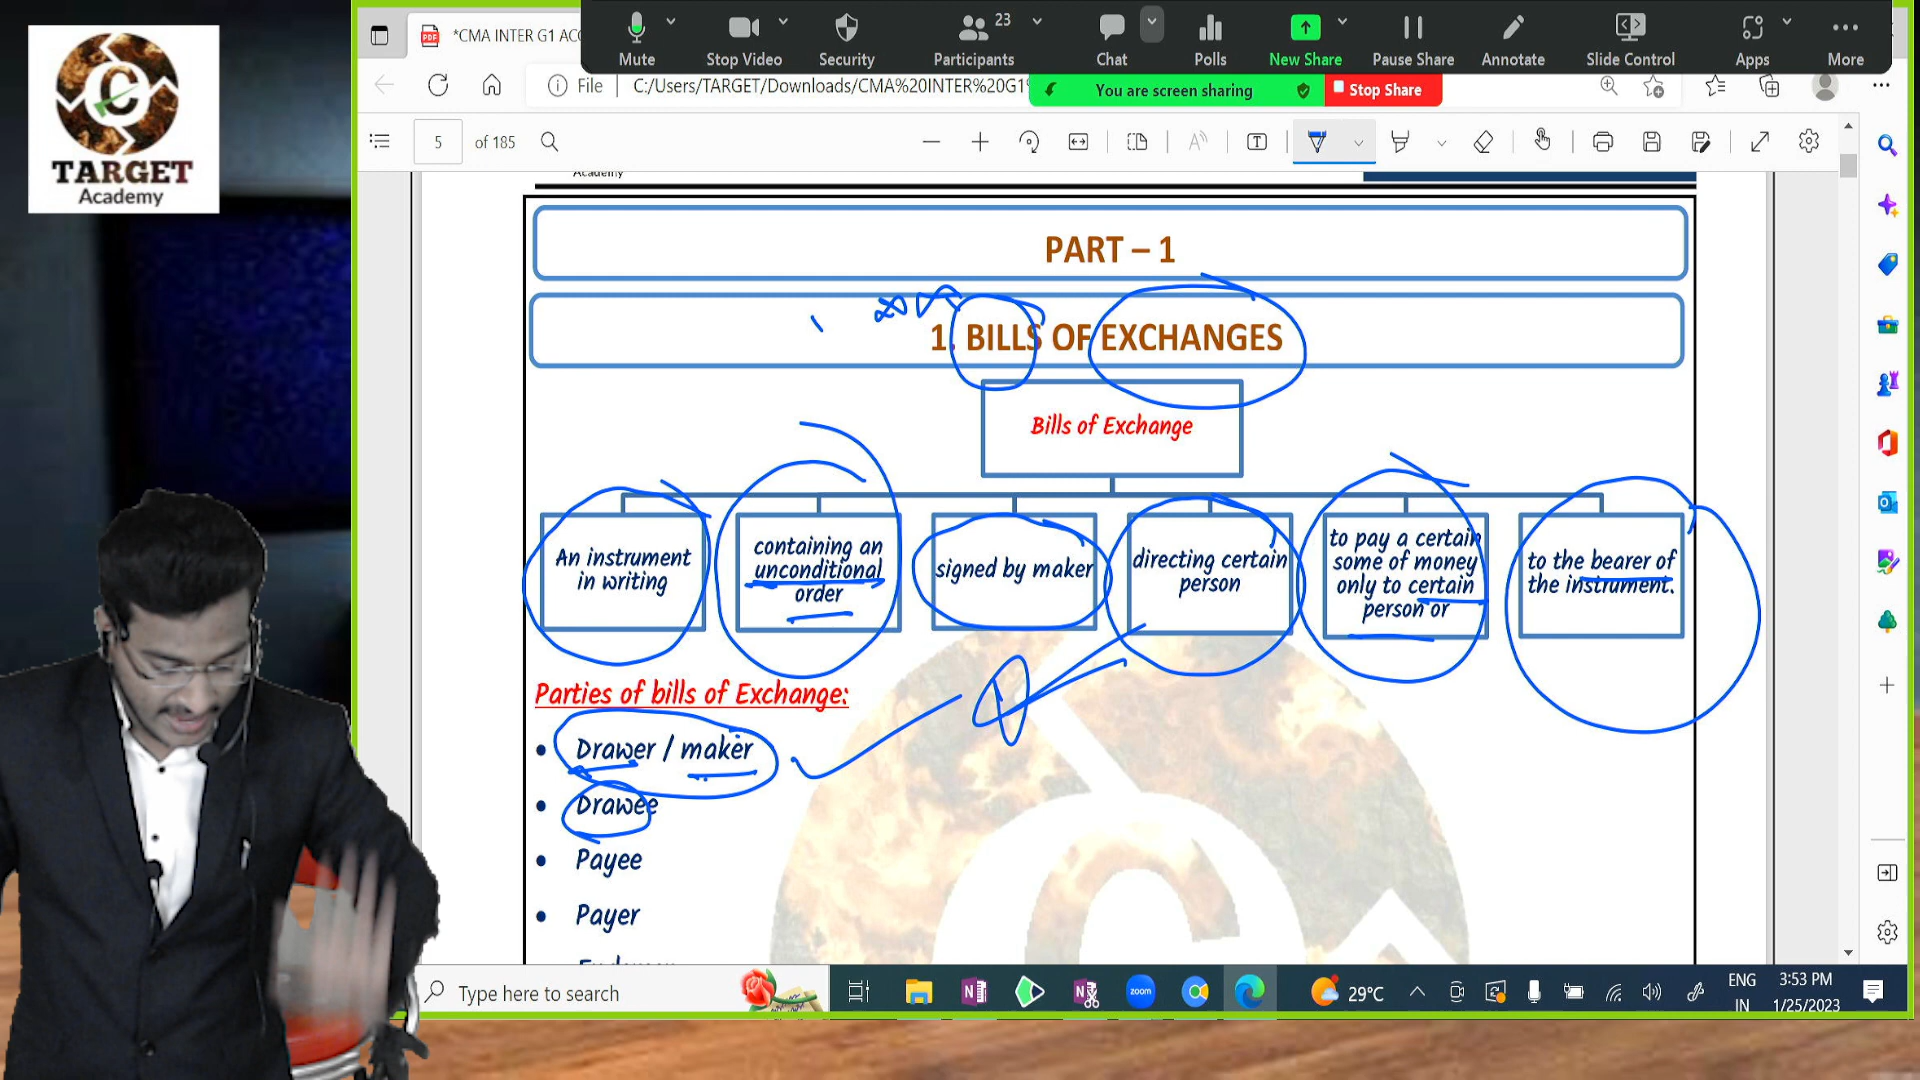 TARGET
Academy
*CMA INTER G1 ACC
Mute
Stop Video
Security
23
Participants
Chat
Polls
New Share
Pause Share
Annotate
Slide Control
Apps
More
You are screen sharing
Stop Share
File
C:/Users/TARGET/Downloads/CMA%20INTER%20G1%
5
of 185
Academy
PART – 1
1. BILLS OF EXCHANGES
Bills of Exchange
An instrument
in writing
containing an
unconditional
order
signed by maker
directing certain
person
to pay a certain
some of money
only to certain
person or
to the bearer of
the instrument.
Parties of bills of Exchange:
• Drawer / maker
• Drawee
• Payee
• Payer
Type here to search
zoom
29°C
ENG
IN
3:53 PM
1/25/2023